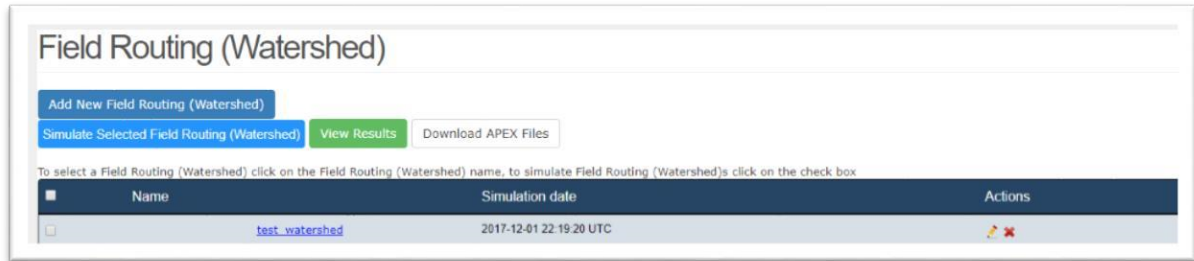 Field Routing (Watershed)
Add New Field Routing (Watershed)
Simulate Selected Field Routing (Watershed) View Results Download APEX Files
To select a Field Routing (Watershed) click on the Field Routing (Watershed) name, to simulate Field Routing (Watershed)s click on the check box
Name Simulation date Actions
test_watershed 2017-12-01 22:19:20 UTC